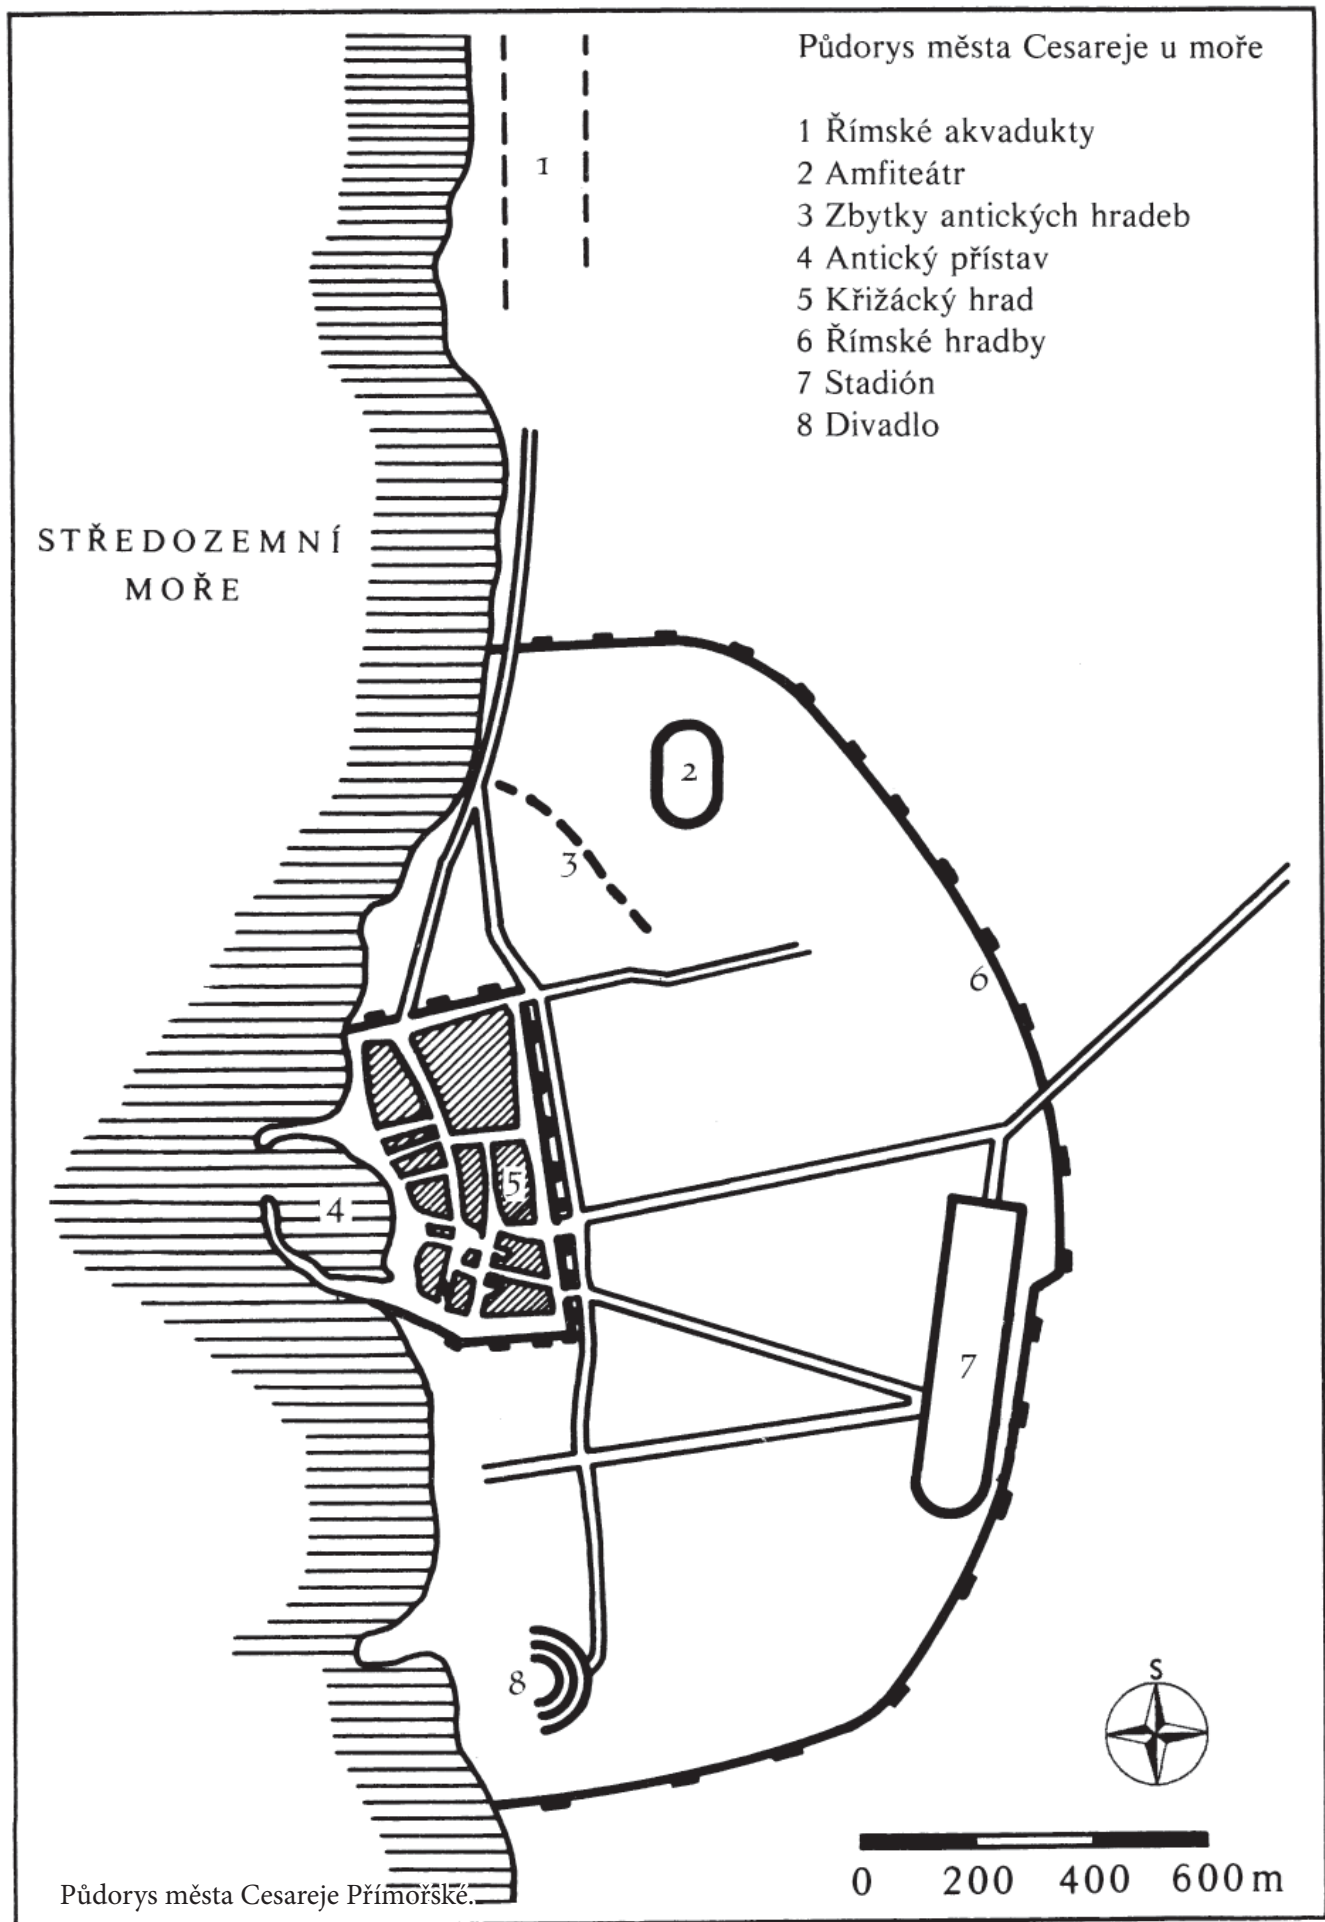 Půdorys města Cesareje u moře
1 Římské akvadukty
2 Amfiteátr
3 Zbytky antických hradeb
4 Antický přístav
5 Křižácký hrad
6 Římské hradby
7 Stadión
8 Divadlo
1
STŘEDOZEMNÍ
MOŘE
2
3
6
5
4
7
8
S
0 200 400 600 m
Půdorys města Cesareje Přímořské.